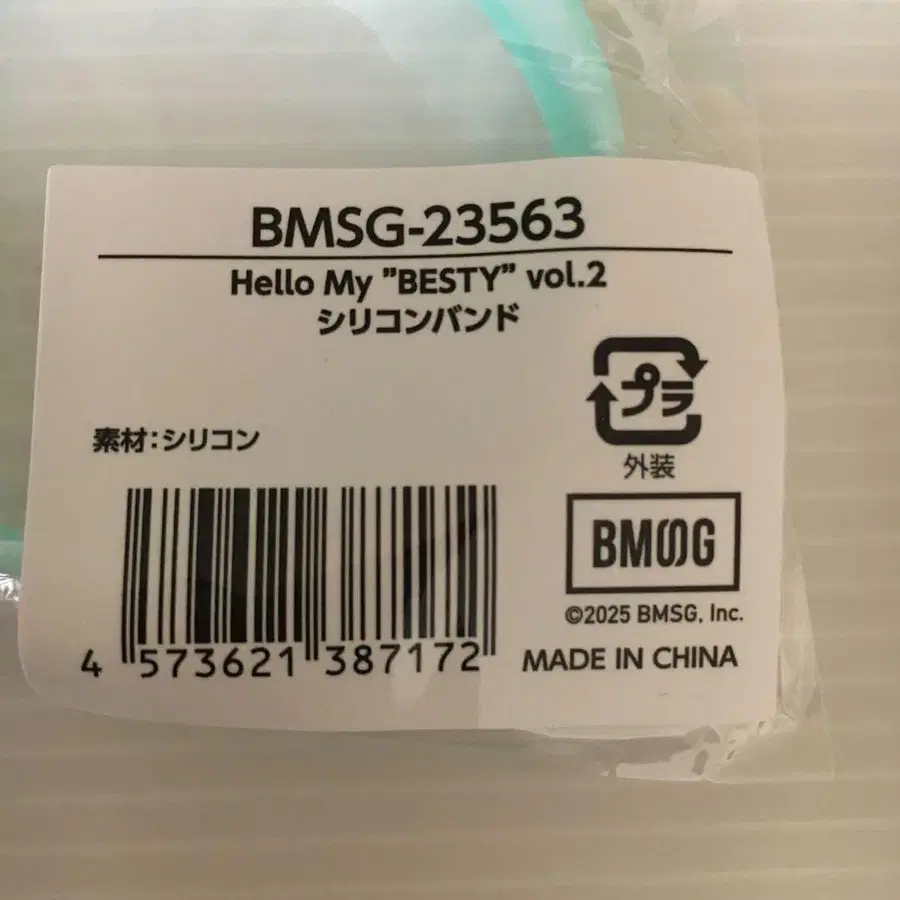 BMSG-23563
Hello My "BESTY" vol.2
シリコンバンド
プラ
外装
素材:シリコン
BMSG
©2025 BMSG, Inc.
4 573621 387172
MADE IN CHINA